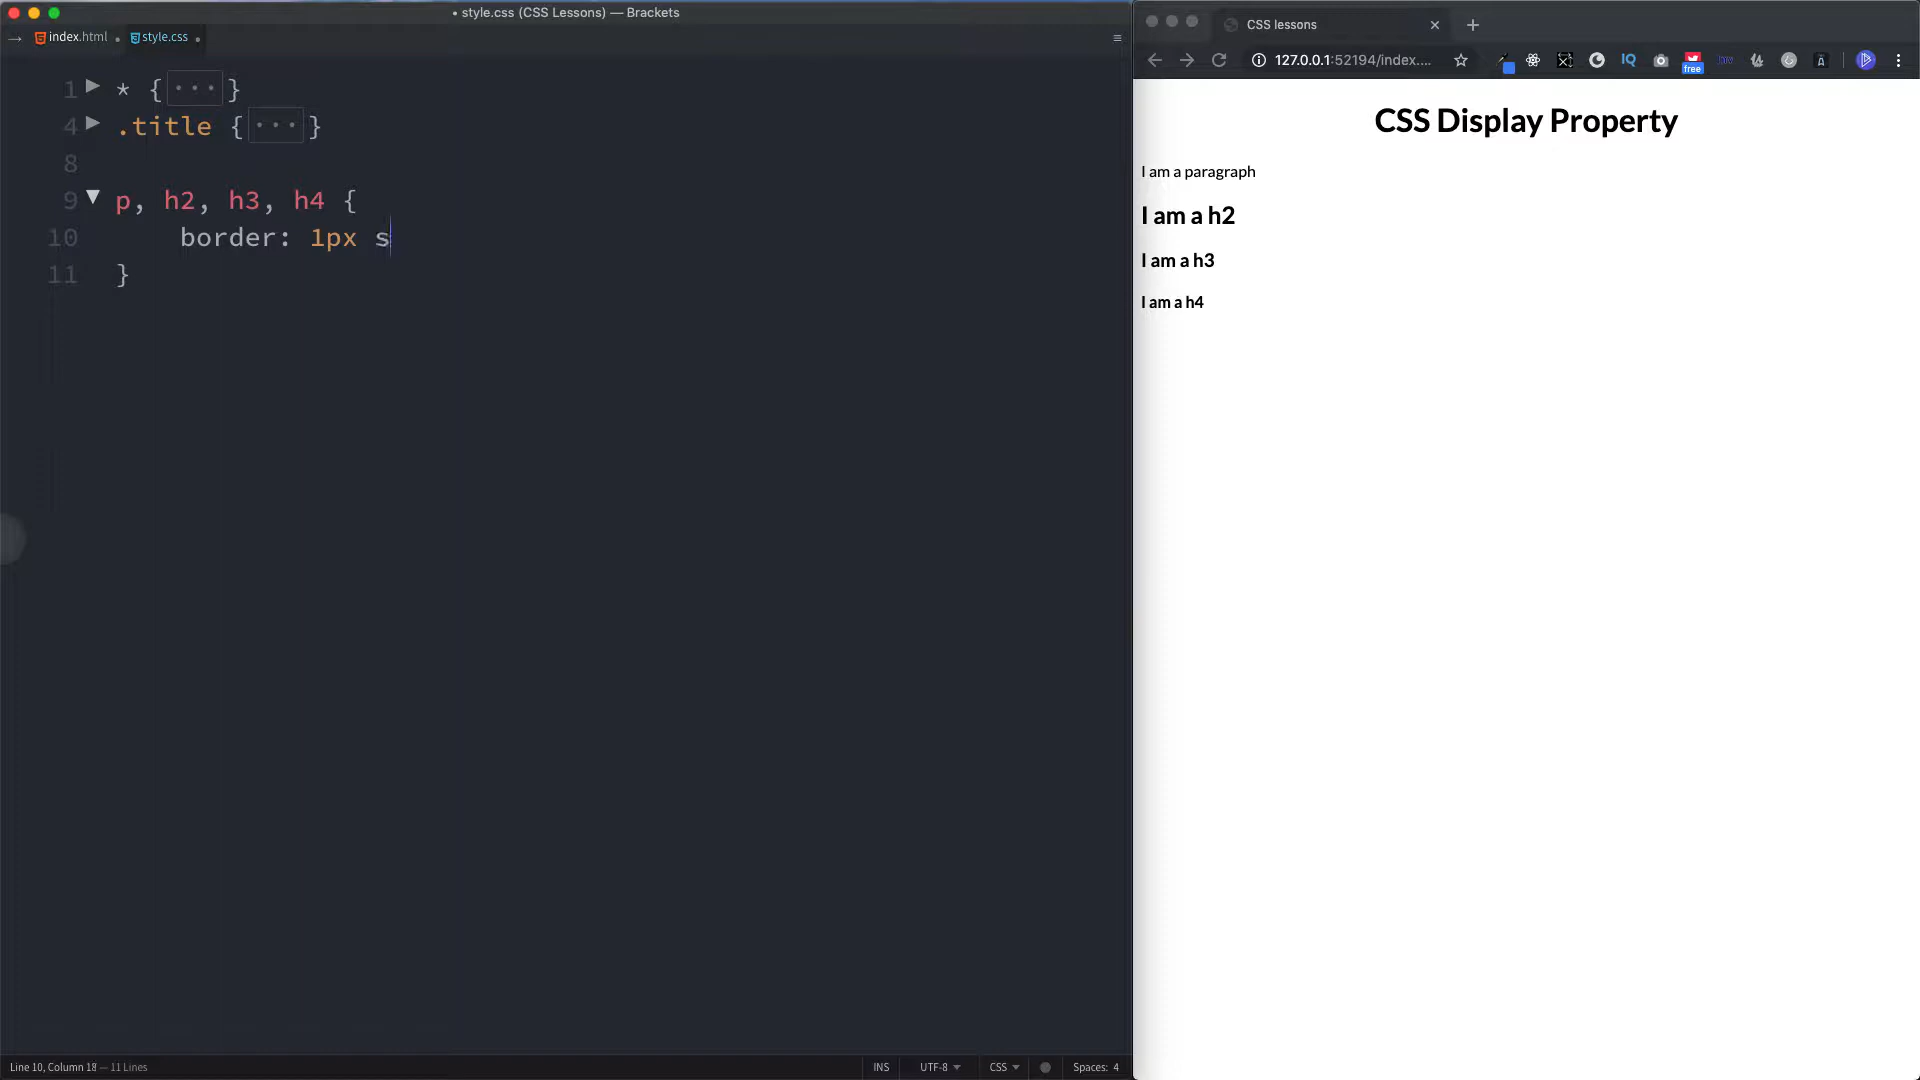 • style.css (CSS Lessons) — Brackets
index.html
style.css
1 * {...}
4 .title {...}
8
9 p, h2, h3, h4 {
10 border: 1px s
11 }
Line 10, Column 18 — 11 Lines
INS
UTF-8
CSS
Spaces: 4
CSS lessons
127.0.0.1:52194/index....
IQ
free
CSS Display Property
I am a paragraph
I am a h2
I am a h3
I am a h4